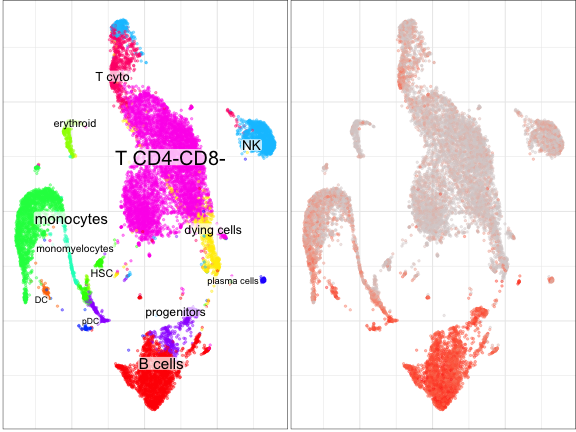 T cyto
erythroid
NK
T CD4-CD8-
monocytes
dying cells
monomyelocytes
HSC
plasma cells
DC
pDC
progenitors
B cells